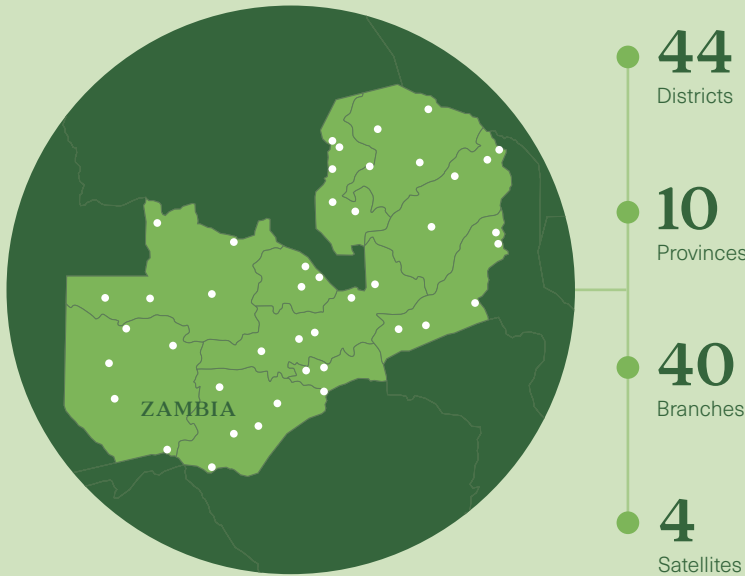 ZAMBIA
44
Districts
10
Provinces
40
Branches
4
Satellites